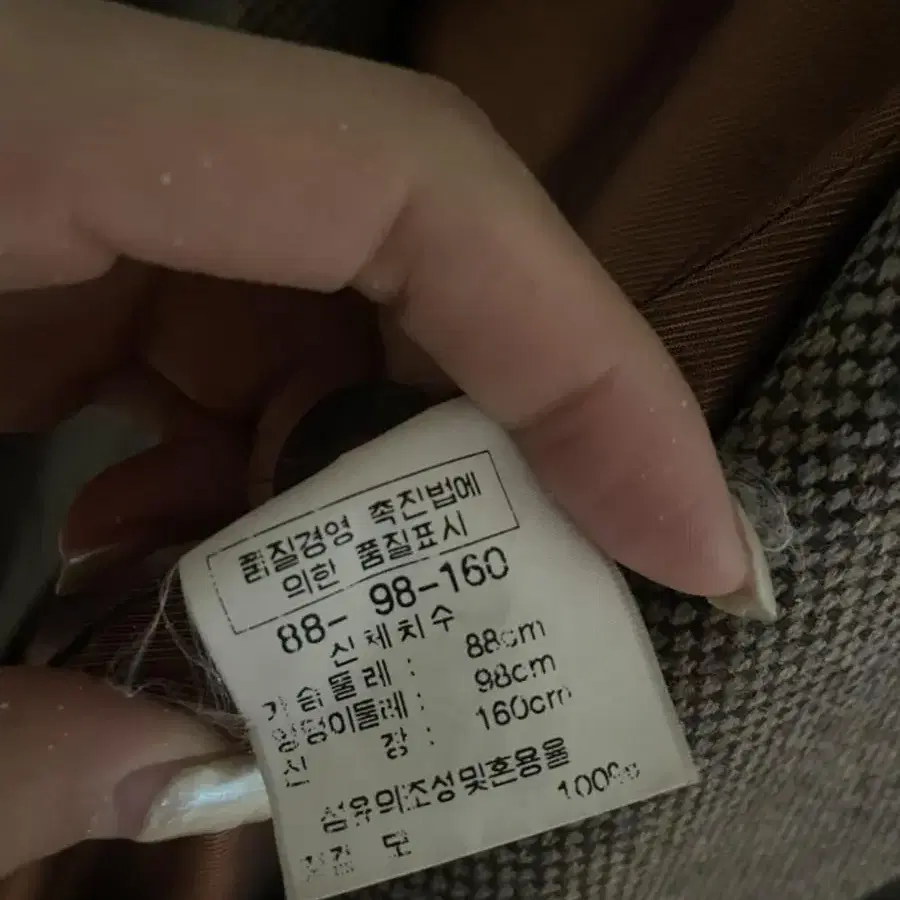 품질경영 촉진법에
의한 품질표시
88- 98-160
신체치수
가슴둘레 : 88cm
엉덩이둘레 : 98cm
신 장 : 160cm
섬유의조성및혼용율
모 100%